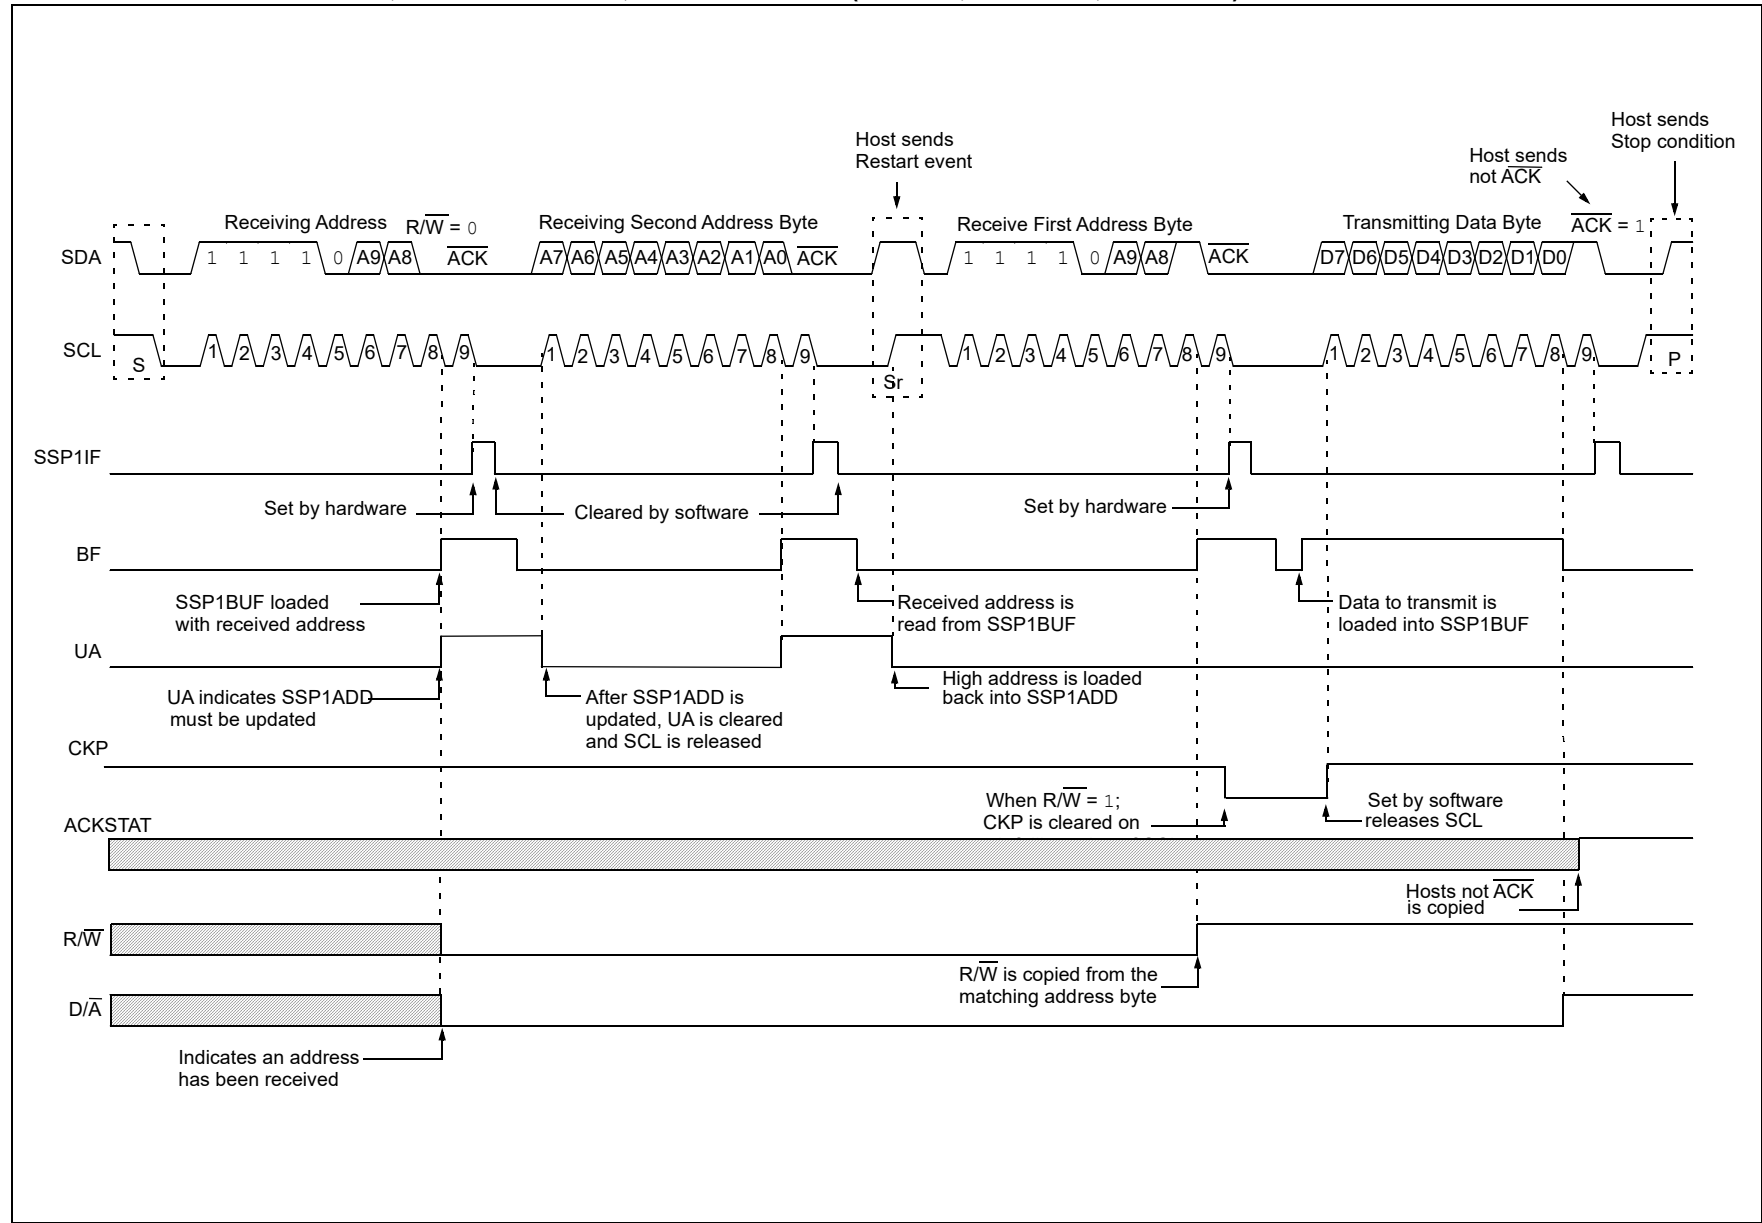 Host sends
Restart event
Host sends
not ACK
Host sends
Stop condition
Receiving Address R/W = 0
Receiving Second Address Byte
Receive First Address Byte
Transmitting Data Byte
ACK = 1
SDA 1 1 1 1 0 A9 A8 ACK A7 A6 A5 A4 A3 A2 A1 A0 ACK 1 1 1 1 0 A9 A8 ACK D7 D6 D5 D4 D3 D2 D1 D0
SCL S 1 2 3 4 5 6 7 8 9 1 2 3 4 5 6 7 8 9 Sr 1 2 3 4 5 6 7 8 9 1 2 3 4 5 6 7 8 9 P
SSP1IF
Set by hardware
Cleared by software
Set by hardware
BF
SSP1BUF loaded
with received address
Received address is
read from SSP1BUF
Data to transmit is
loaded into SSP1BUF
UA
UA indicates SSP1ADD
must be updated
After SSP1ADD is
updated, UA is cleared
and SCL is released
High address is loaded
back into SSP1ADD
CKP
When R/W = 1;
CKP is cleared on
Set by software
releases SCL
ACKSTAT
Hosts not ACK
is copied
R/W
R/W is copied from the
matching address byte
D/A
Indicates an address
has been received